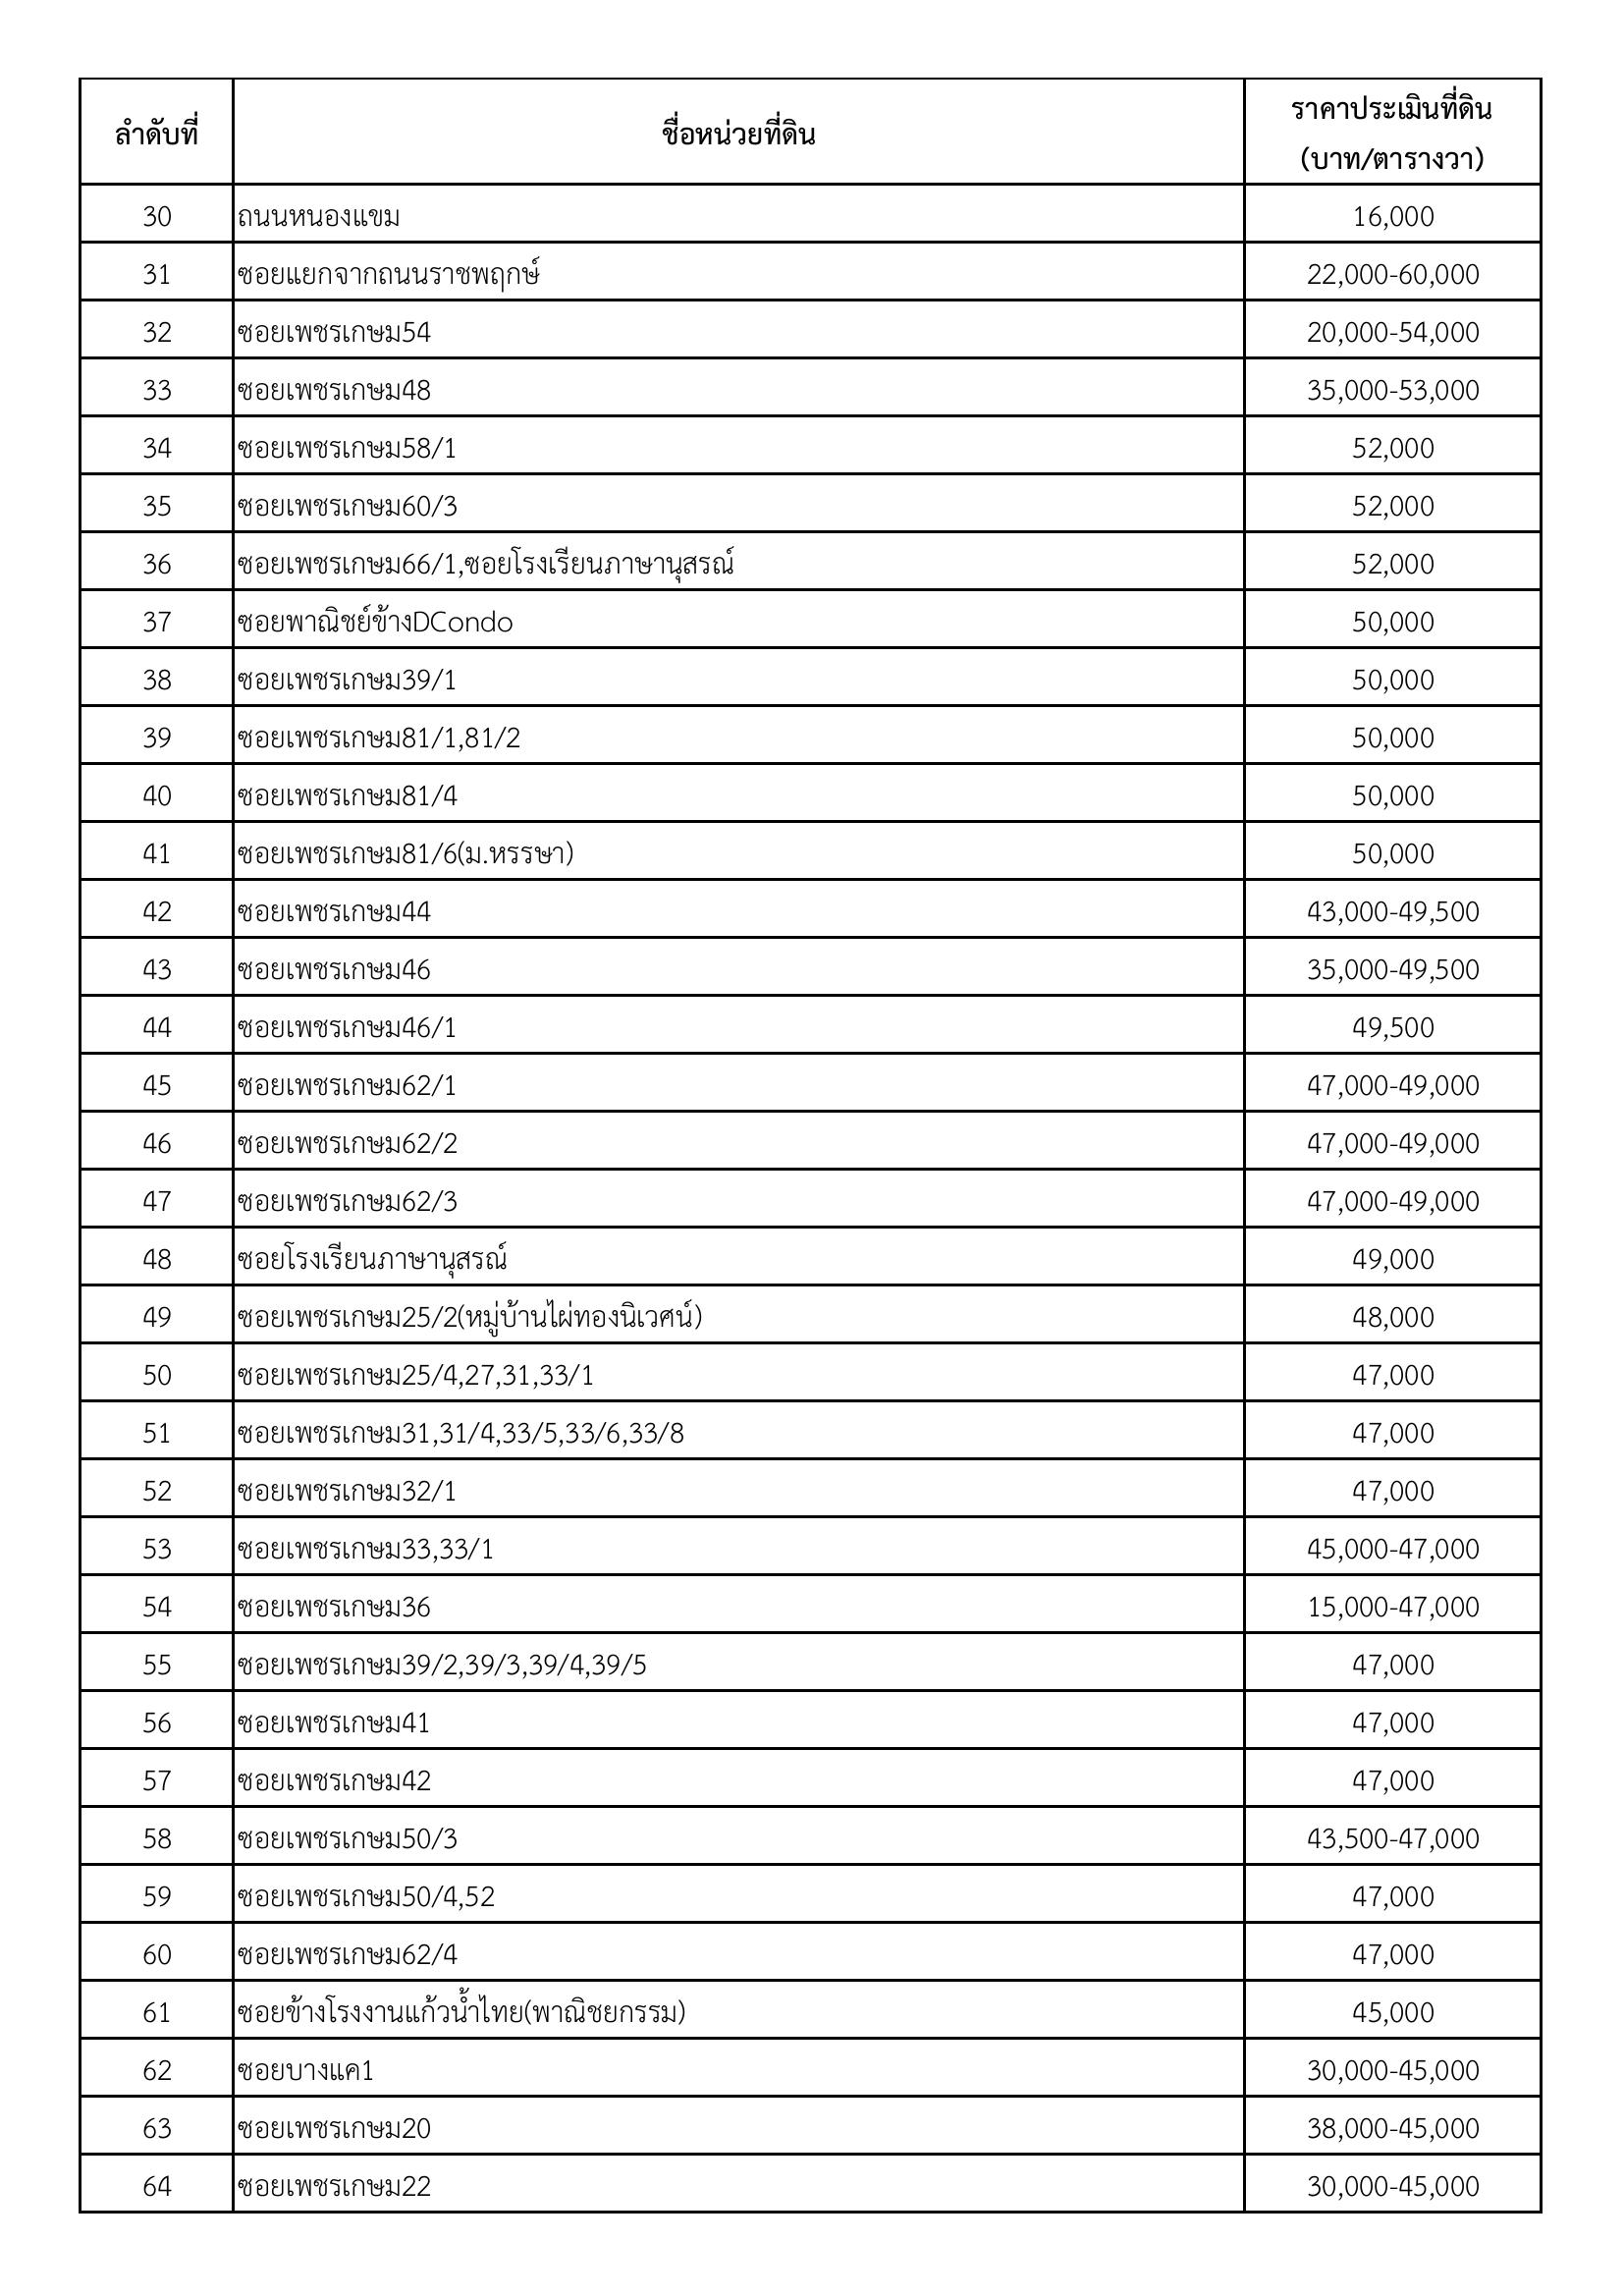 ลำดับที่ ชื่อหน่วยที่ดิน ราคาประเมินที่ดิน
(บาท/ตารางวา)
30 ถนนหนองแขม 16,000
31 ซอยแยกจากถนนราชพฤกษ์ 22,000-60,000
32 ซอยเพชรเกษม54 20,000-54,000
33 ซอยเพชรเกษม48 35,000-53,000
34 ซอยเพชรเกษม58/1 52,000
35 ซอยเพชรเกษม60/3 52,000
36 ซอยเพชรเกษม66/1,ซอยโรงเรียนภาษานุสรณ์ 52,000
37 ซอยพาณิชย์ข้างDCondo 50,000
38 ซอยเพชรเกษม39/1 50,000
39 ซอยเพชรเกษม81/1,81/2 50,000
40 ซอยเพชรเกษม81/4 50,000
41 ซอยเพชรเกษม81/6(ม.หรรษา) 50,000
42 ซอยเพชรเกษม44 43,000-49,500
43 ซอยเพชรเกษม46 35,000-49,500
44 ซอยเพชรเกษม46/1 49,500
45 ซอยเพชรเกษม62/1 47,000-49,000
46 ซอยเพชรเกษม62/2 47,000-49,000
47 ซอยเพชรเกษม62/3 47,000-49,000
48 ซอยโรงเรียนภาษานุสรณ์ 49,000
49 ซอยเพชรเกษม25/2(หมู่บ้านไผ่ทองนิเวศน์) 48,000
50 ซอยเพชรเกษม25/4,27,31,33/1 47,000
51 ซอยเพชรเกษม31,31/4,33/5,33/6,33/8 47,000
52 ซอยเพชรเกษม32/1 47,000
53 ซอยเพชรเกษม33,33/1 45,000-47,000
54 ซอยเพชรเกษม36 15,000-47,000
55 ซอยเพชรเกษม39/2,39/3,39/4,39/5 47,000
56 ซอยเพชรเกษม41 47,000
57 ซอยเพชรเกษม42 47,000
58 ซอยเพชรเกษม50/3 43,500-47,000
59 ซอยเพชรเกษม50/4,52 47,000
60 ซอยเพชรเกษม62/4 47,000
61 ซอยข้างโรงงานแก้วน้ำไทย(พาณิชยกรรม) 45,000
62 ซอยบางแค1 30,000-45,000
63 ซอยเพชรเกษม20 38,000-45,000
64 ซอยเพชรเกษม22 30,000-45,000